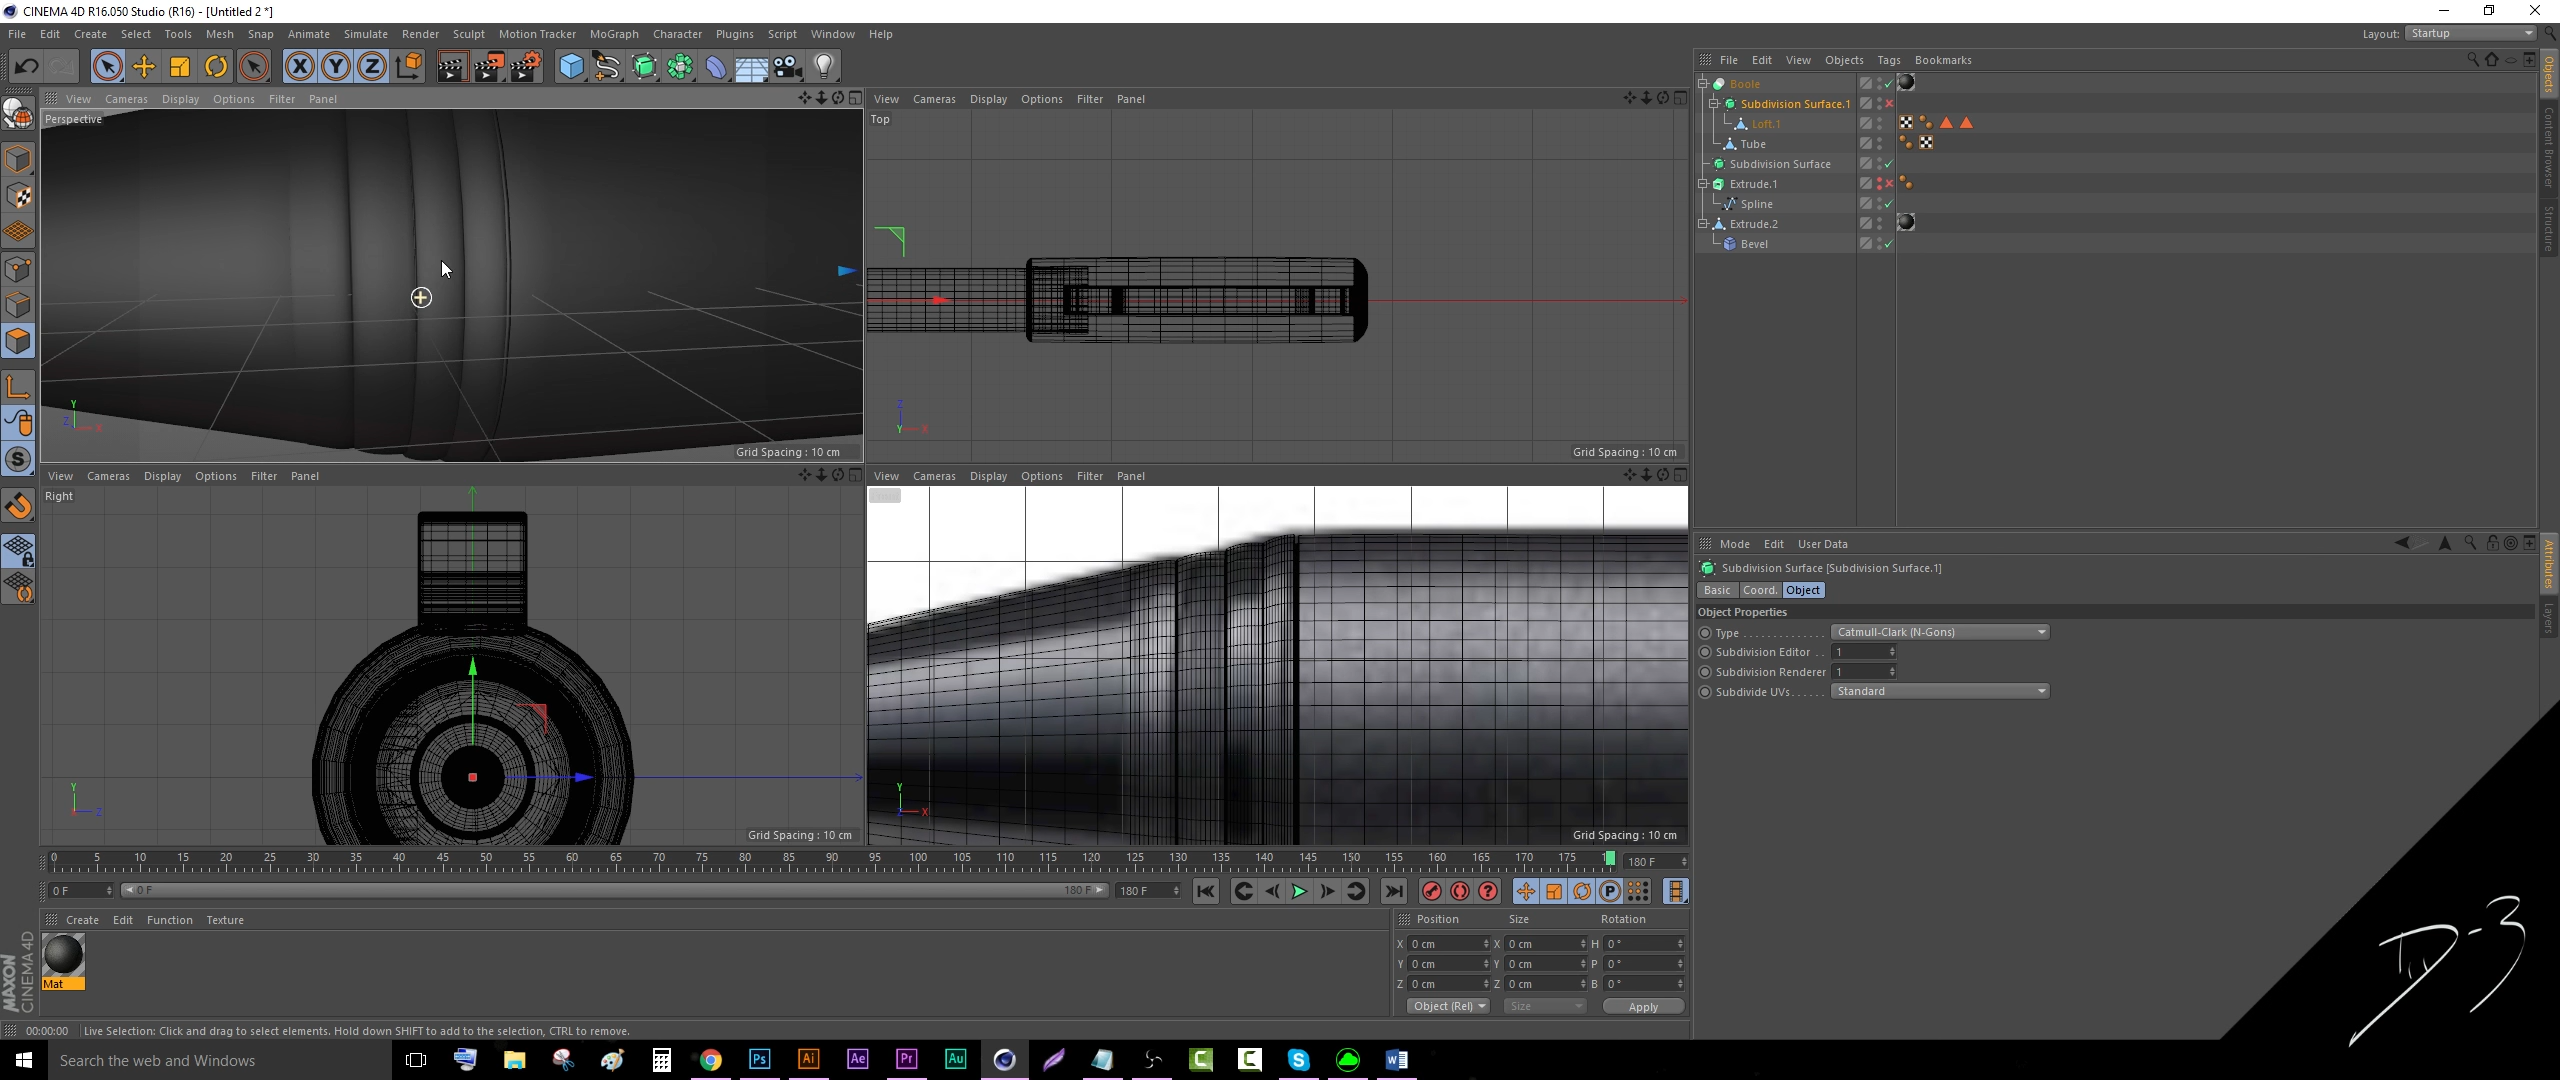 CINEMA 4D R16.050 Studio (R16) - [Untitled 2 *]
File Edit Create Select Tools Mesh Snap Animate Simulate Render Sculpt Motion Tracker MoGraph Character Plugins Script Window Help
Layout: Startup
File Edit View Objects Tags Bookmarks
Boole
Subdivision Surface.1
Loft.1
Tube
Subdivision Surface
Extrude.1
Spline
Extrude.2
Bevel
Objects
Content Browser
Structure
View Cameras Display Options Filter Panel
Perspective
Y
Z X
Grid Spacing : 10 cm
View Cameras Display Options Filter Panel
Top
Z
Y X
Grid Spacing : 10 cm
View Cameras Display Options Filter Panel
Right
Y
X Z
Grid Spacing : 10 cm
View Cameras Display Options Filter Panel
Y
Z X
Grid Spacing : 10 cm
Mode Edit User Data
Subdivision Surface [Subdivision Surface.1]
Basic Coord. Object
Object Properties
Type . . . . . . . . . . . . . Catmull-Clark (N-Gons)
Subdivision Editor . . 1
Subdivision Renderer 1
Subdivide UVs . . . . . . Standard
Attributes
Layers
0 5 10 15 20 25 30 35 40 45 50 55 60 65 70 75 80 85 90 95 100 105 110 115 120 125 130 135 140 145 150 155 160 165 170 175 180 F
0 F 0 F 180 F 180 F
Create Edit Function Texture
Mat
Position Size Rotation
X 0 cm X 0 cm H 0 °
Y 0 cm Y 0 cm P 0 °
Z 0 cm Z 0 cm B 0 °
Object (Rel) Size Apply
MAXON
CINEMA 4D
00:00:00 Live Selection: Click and drag to select elements. Hold down SHIFT to add to the selection, CTRL to remove.
Search the web and Windows
Ps Ai Ae Pr Au